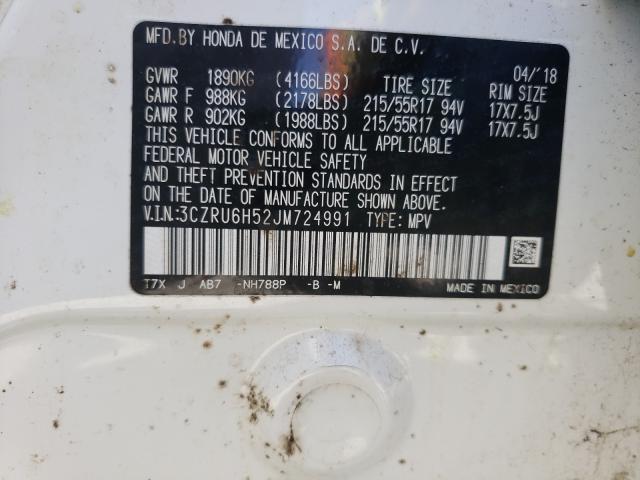 MFD.BY HONDA DE MEXICO S.A. DE C.V.
04/'18
GVWR 1890KG (4166LBS) TIRE SIZE RIM SIZE
GAWR F 988KG (2178LBS) 215/55R17 94V 17X7.5J
GAWR R 902KG (1988LBS) 215/55R17 94V 17X7.5J
THIS VEHICLE CONFORMS TO ALL APPLICABLE
FEDERAL MOTOR VEHICLE SAFETY
AND THEFT PREVENTION STANDARDS IN EFFECT
ON THE DATE OF MANUFACTURE SHOWN ABOVE.
V.I.N.:3CZRU6H52JM724991 TYPE: MPV
T7X J AB7 -NH788P -B -M
MADE IN MEXICO